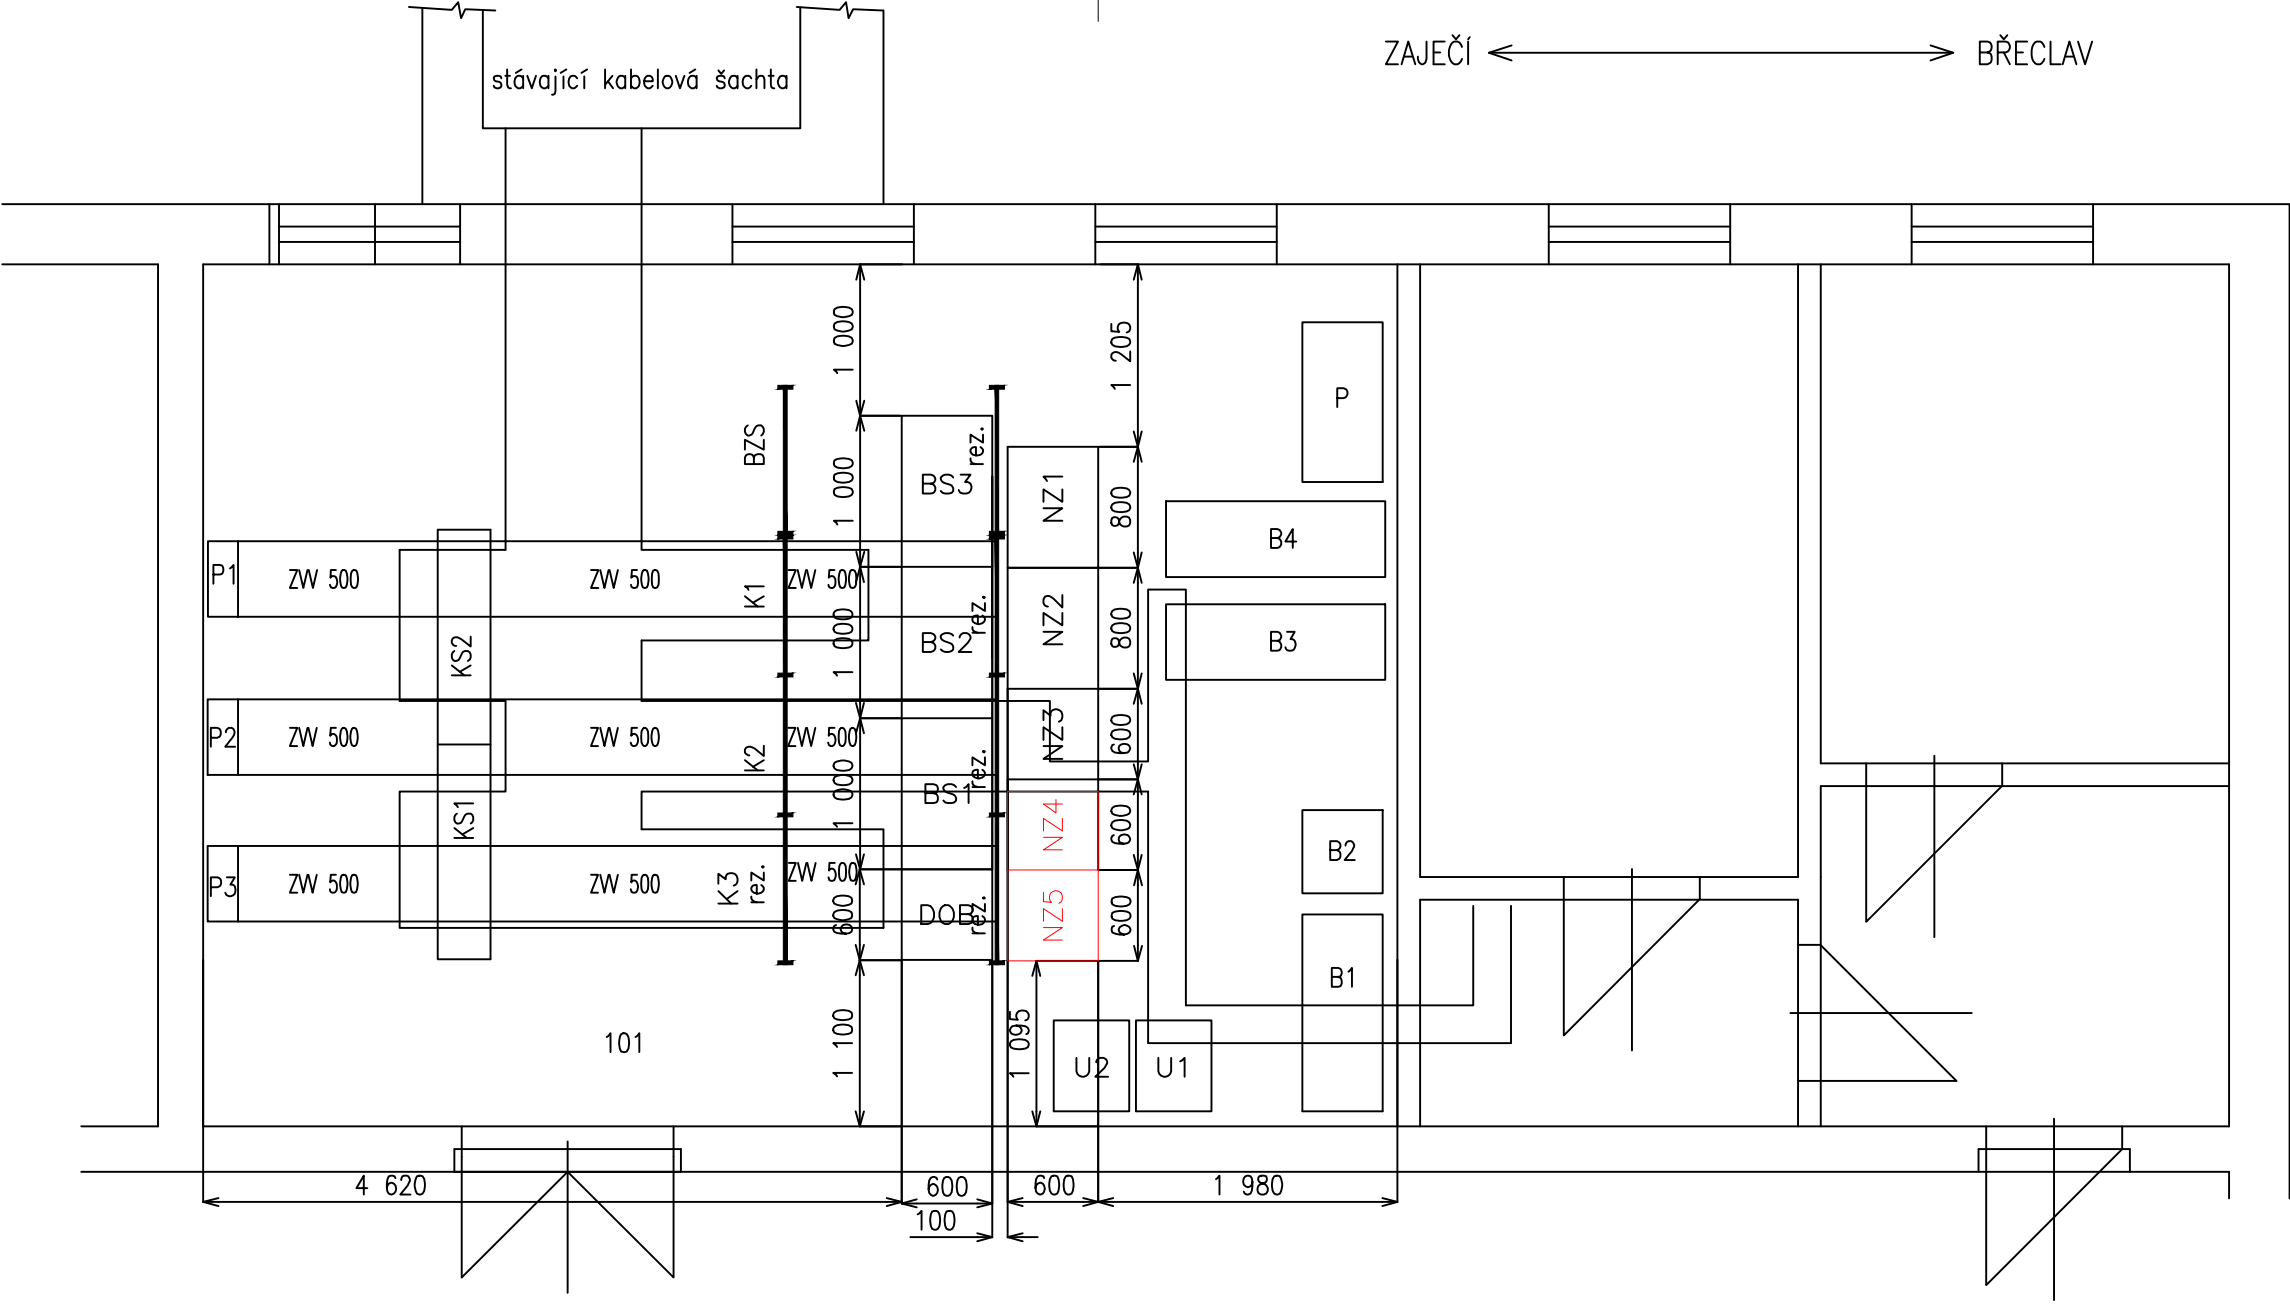 ZAJEČÍ BŘECLAV
stávající kabelová šachta
1 000
1 205
P
BZS
rez.
1 000
BS3
NZ1
800
B4
P1
ZW 500
ZW 500
ZW 500
K1
1 000
rez.
BS2
NZ2
800
B3
KS2
P2
ZW 500
ZW 500
ZW 500
K2
1 000
rez.
BS1
NZ3
600
KS1
NZ4
600
B2
P3
ZW 500
ZW 500
ZW 500
K3
rez.
600
DOB
rez.
NZ5
600
B1
101
1 100
1 095
U2
U1
4 620
600
600
1 980
100